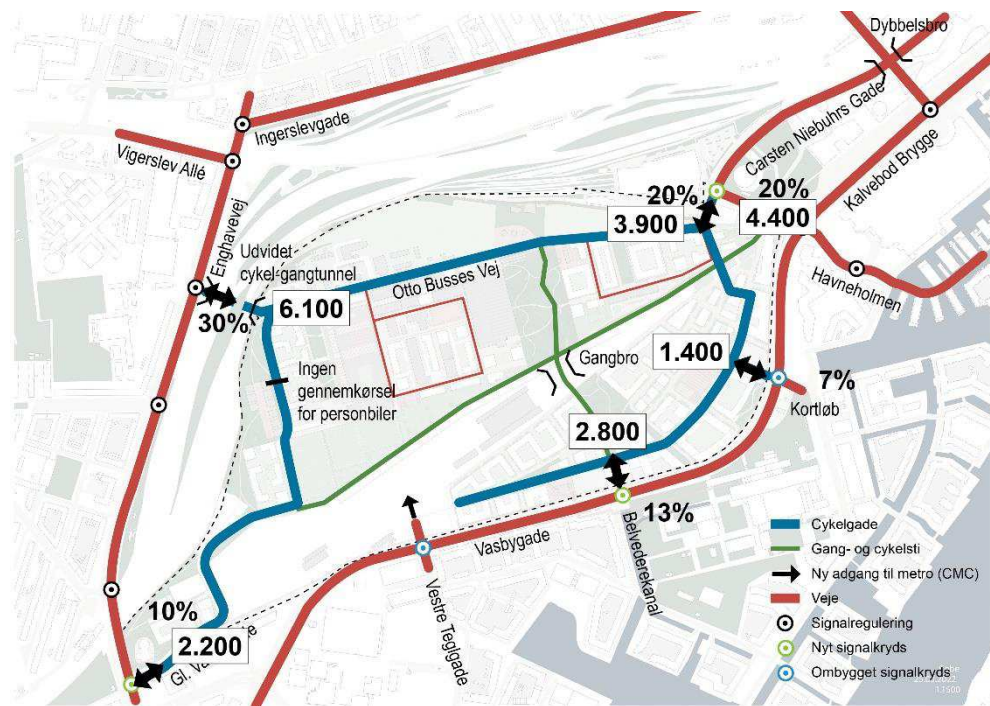 Dybbelsbro
Ingerslevgade
Carsten Niebuhrs Gade
Vigerslev Allé
Kalvebod Brygge
20%
20%
3.900
4.400
Enghavevej
Udvidet
cykel-gangtunnel
Otto Busses Vej
Havneholmen
6.100
30%
1.400
Gangbro
Ingen
gennemkørsel
for personbiler
7%
Kortløb
2.800
13%
Belvederekanal
Vasbygade
Vestre Teglgade
10%
2.200
Gl. Va
Cykelgade
Gang- og cykelsti
Ny adgang til metro (CMC)
Veje
Signalregulering
Nyt signalkryds
Ombygget signalkryds